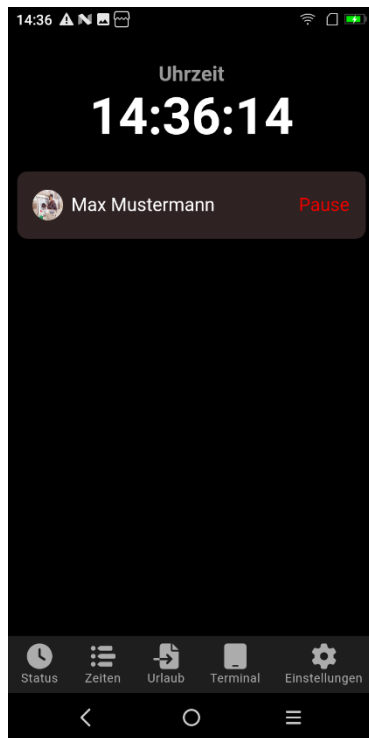 14:36
Uhrzeit
14:36:14
Max Mustermann Pause
Status Zeiten Urlaub Terminal Einstellungen